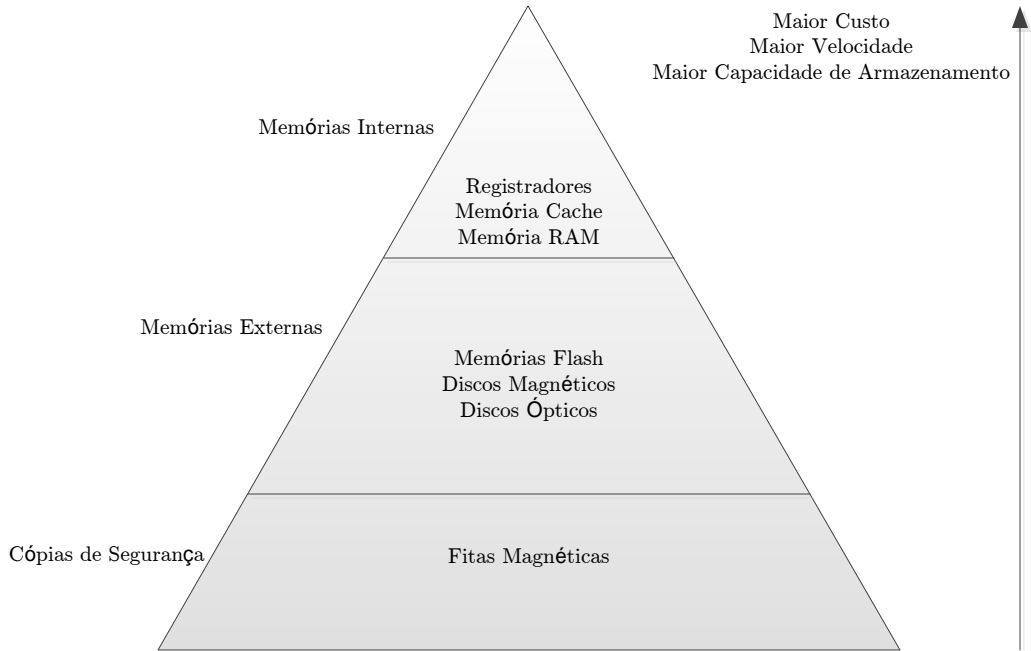 Maior Custo
Maior Velocidade
Maior Capacidade de Armazenamento
Memórias Internas
Registradores
Memória Cache
Memória RAM
Memórias Externas
Memórias Flash
Discos Magnéticos
Discos Ópticos
Cópias de Segurança
Fitas Magnéticas